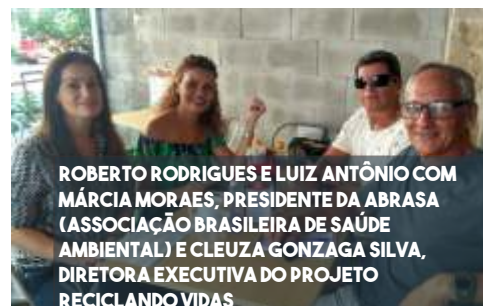 ROBERTO RODRIGUES E LUIZ ANTÔNIO COM
MÁRCIA MORAES, PRESIDENTE DA ABRASA
(ASSOCIAÇÃO BRASILEIRA DE SAÚDE
AMBIENTAL) E CLEUZA GONZAGA SILVA,
DIRETORA EXECUTIVA DO PROJETO
RECICLANDO VIDAS